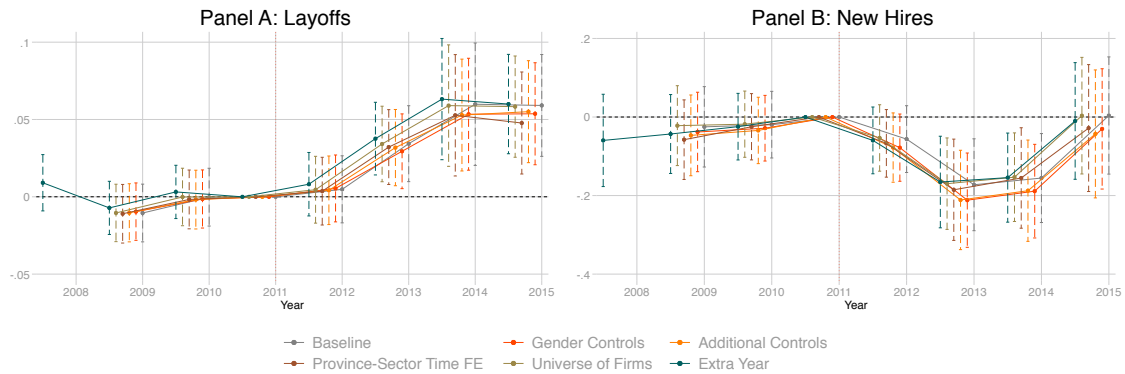 Panel A: Layoffs
.1
.05
0
-.05
2008 2009 2010 2011 2012 2013 2014 2015
Year
Panel B: New Hires
.2
0
-.2
-.4
2008 2009 2010 2011 2012 2013 2014 2015
Year
Baseline Gender Controls Additional Controls
Province-Sector Time FE Universe of Firms Extra Year